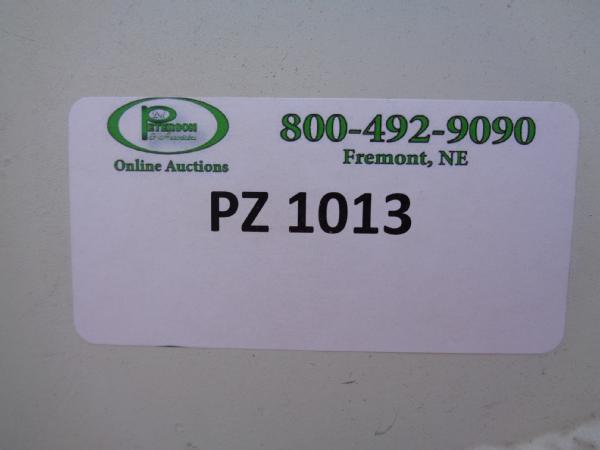 PETERSON
Online Auctions
800-492-9090
Fremont, NE
PZ 1013